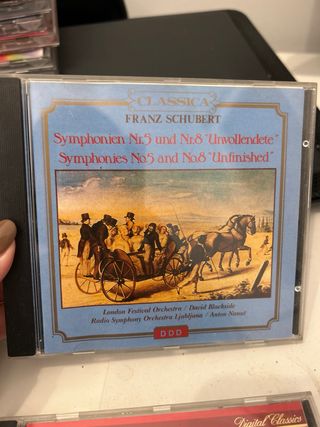 CLASSICA
FRANZ SCHUBERT
Symphonien Nr.5 und Nr.8 "Unvollendete"
Symphonies No.5 and No.8 "Unfinished"
London Festival Orchestra / David Blockside
Radio Symphony Orchestra Ljubljana / Anton Nanut
DDD
Digital Classics